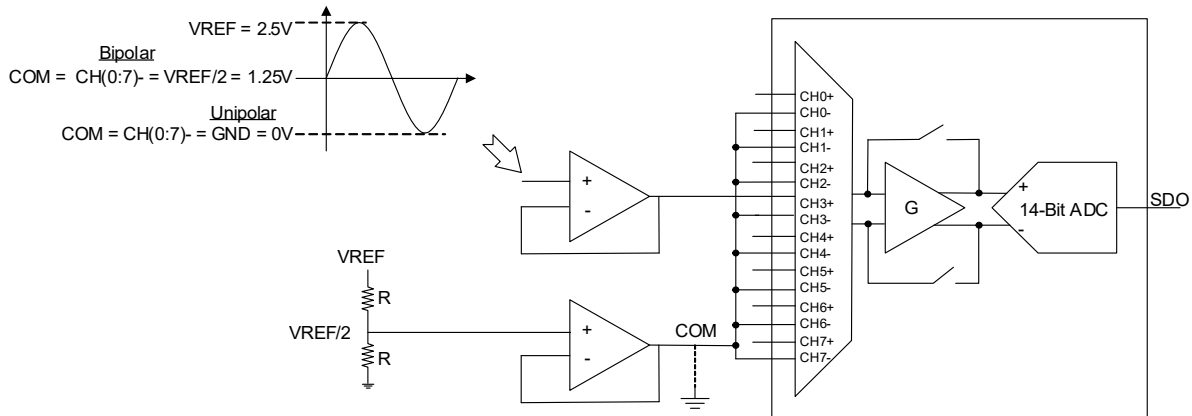 VREF = 2.5V
Bipolar
COM = CH(0:7)- = VREF/2 = 1.25V
Unipolar
COM = CH(0:7)- = GND = 0V
+
-
VREF
R
VREF/2
R
+
-
COM
CH0+
CH0-
CH1+
CH1-
CH2+
CH2-
CH3+
CH3-
CH4+
CH4-
CH5+
CH5-
CH6+
CH6-
CH7+
CH7-
G
+
14-Bit ADC
-
SDO